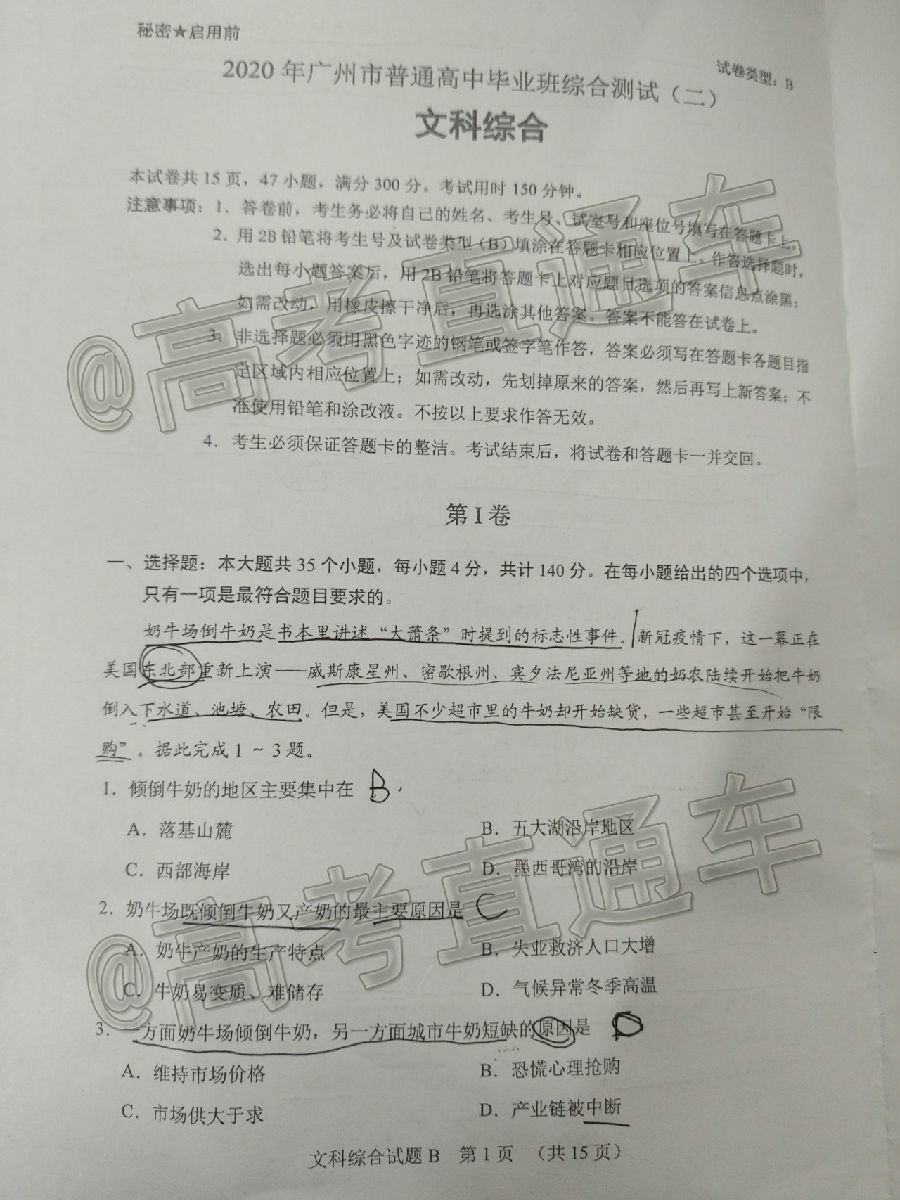 秘密★启用前
试卷类型：B
2020 年广州市普通高中毕业班综合测试（二）
文科综合
本试卷共 15 页，47 小题，满分 300 分。考试用时 150 分钟。
注意事项：1、答卷前，考生务必将自己的姓名、考生号、试室号和座位号填写在答题卡上。
2．用 2B 铅笔将考生号及试卷类型（B）填涂在答题卡相应位置上。作答选择题时，
选出每小题答案后，用 2B 铅笔将答题卡上对应题目选项的答案信息点涂黑；
如需改动，用橡皮擦干净后，再选涂其他答案。答案不能答在试卷上。
3．非选择题必须用黑色字迹的钢笔或签字笔作答，答案必须写在答题卡各题目指
定区域内相应位置上；如需改动，先划掉原来的答案，然后再写上新答案；不
准使用铅笔和涂改液。不按以上要求作答无效。
4．考生必须保证答题卡的整洁。考试结束后，将试卷和答题卡一并交回。
@高考直通车
第 I 卷
一、选择题：本大题共 35 个小题，每小题 4 分，共计 140 分。在每小题给出的四个选项中，
只有一项是最符合题目要求的。
奶牛场倒牛奶是书本里讲述“大萧条”时提到的标志性事件。新冠疫情下，这一幕正在
美国东北部重新上演——威斯康星州、密歇根州、宾夕法尼亚州等地的奶农陆续开始把牛奶
倒入下水道、池塘、农田。但是，美国不少超市里的牛奶却开始缺货，一些超市甚至开始“限
购”。据此完成 1 ~ 3 题。
1．倾倒牛奶的地区主要集中在 B
A．落基山麓 B．五大湖沿岸地区
C．西部海岸 D．墨西哥湾的沿岸
2．奶牛场既倾倒牛奶又产奶的最主要原因是 C
A．奶牛产奶的生产特点 B．失业救济人口大增
C．牛奶易变质、难储存 D．气候异常冬季高温
@高考直通车
3．一方面奶牛场倾倒牛奶，另一方面城市牛奶短缺的原因是 D
A．维持市场价格 B．恐慌心理抢购
C．市场供大于求 D．产业链被中断
文科综合试题 B 第 1 页 （共 15 页）